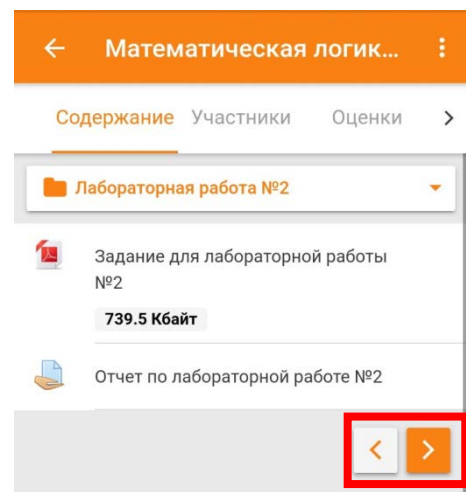 Математическая логик...
Содержание Участники Оценки
Лабораторная работа №2
Задание для лабораторной работы
№2
739.5 Кбайт
Отчет по лабораторной работе №2